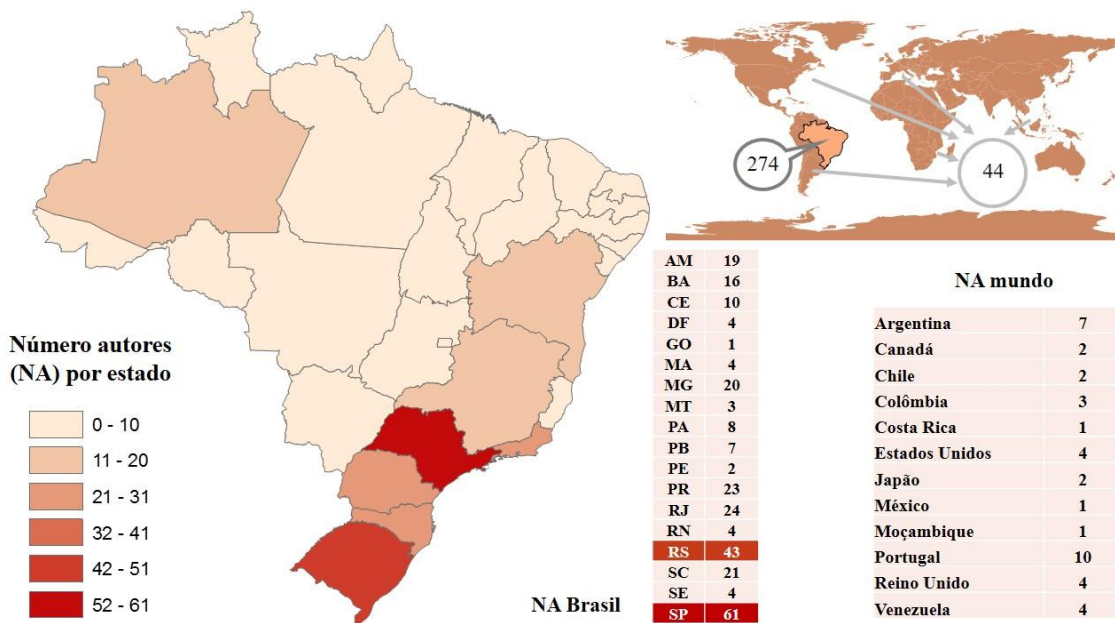 274
44
AM 19
BA 16
CE 10
DF 4
GO 1
MA 4
MG 20
MT 3
PA 8
PB 7
PE 2
PR 23
RJ 24
RN 4
RS 43
SC 21
SE 4
SP 61
NA Brasil
NA mundo
Argentina 7
Canadá 2
Chile 2
Colômbia 3
Costa Rica 1
Estados Unidos 4
Japão 2
México 1
Moçambique 1
Portugal 10
Reino Unido 4
Venezuela 4
Número autores
(NA) por estado
0 - 10
11 - 20
21 - 31
32 - 41
42 - 51
52 - 61